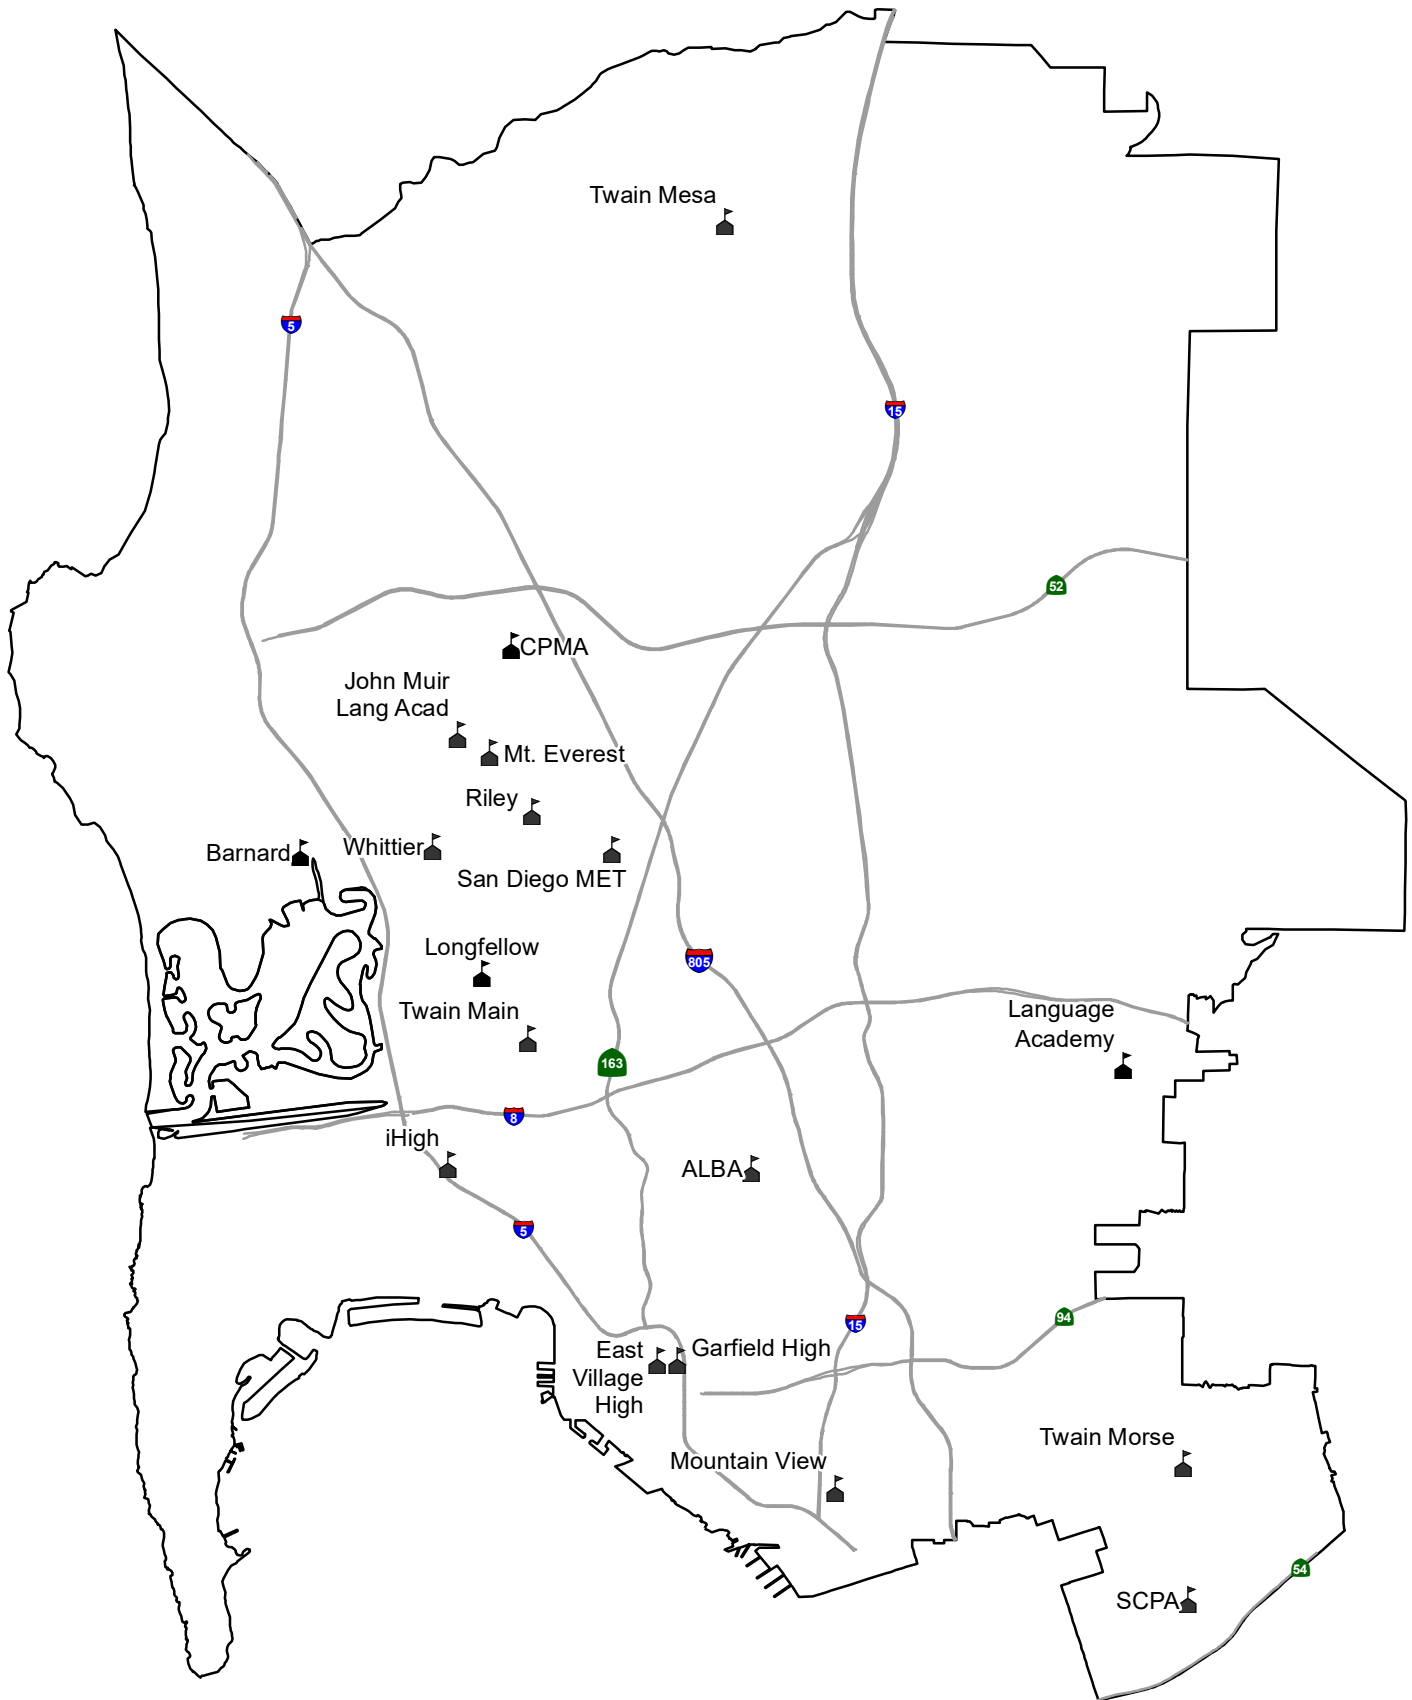 Twain Mesa
5
15
52
CPMA
John Muir
Lang Acad
Mt. Everest
Riley
Barnard
Whittier
San Diego MET
Longfellow
805
Twain Main
Language
Academy
163
8
iHigh
ALBA
5
94
15
East
Village
High
Garfield High
Twain Morse
Mountain View
54
SCPA